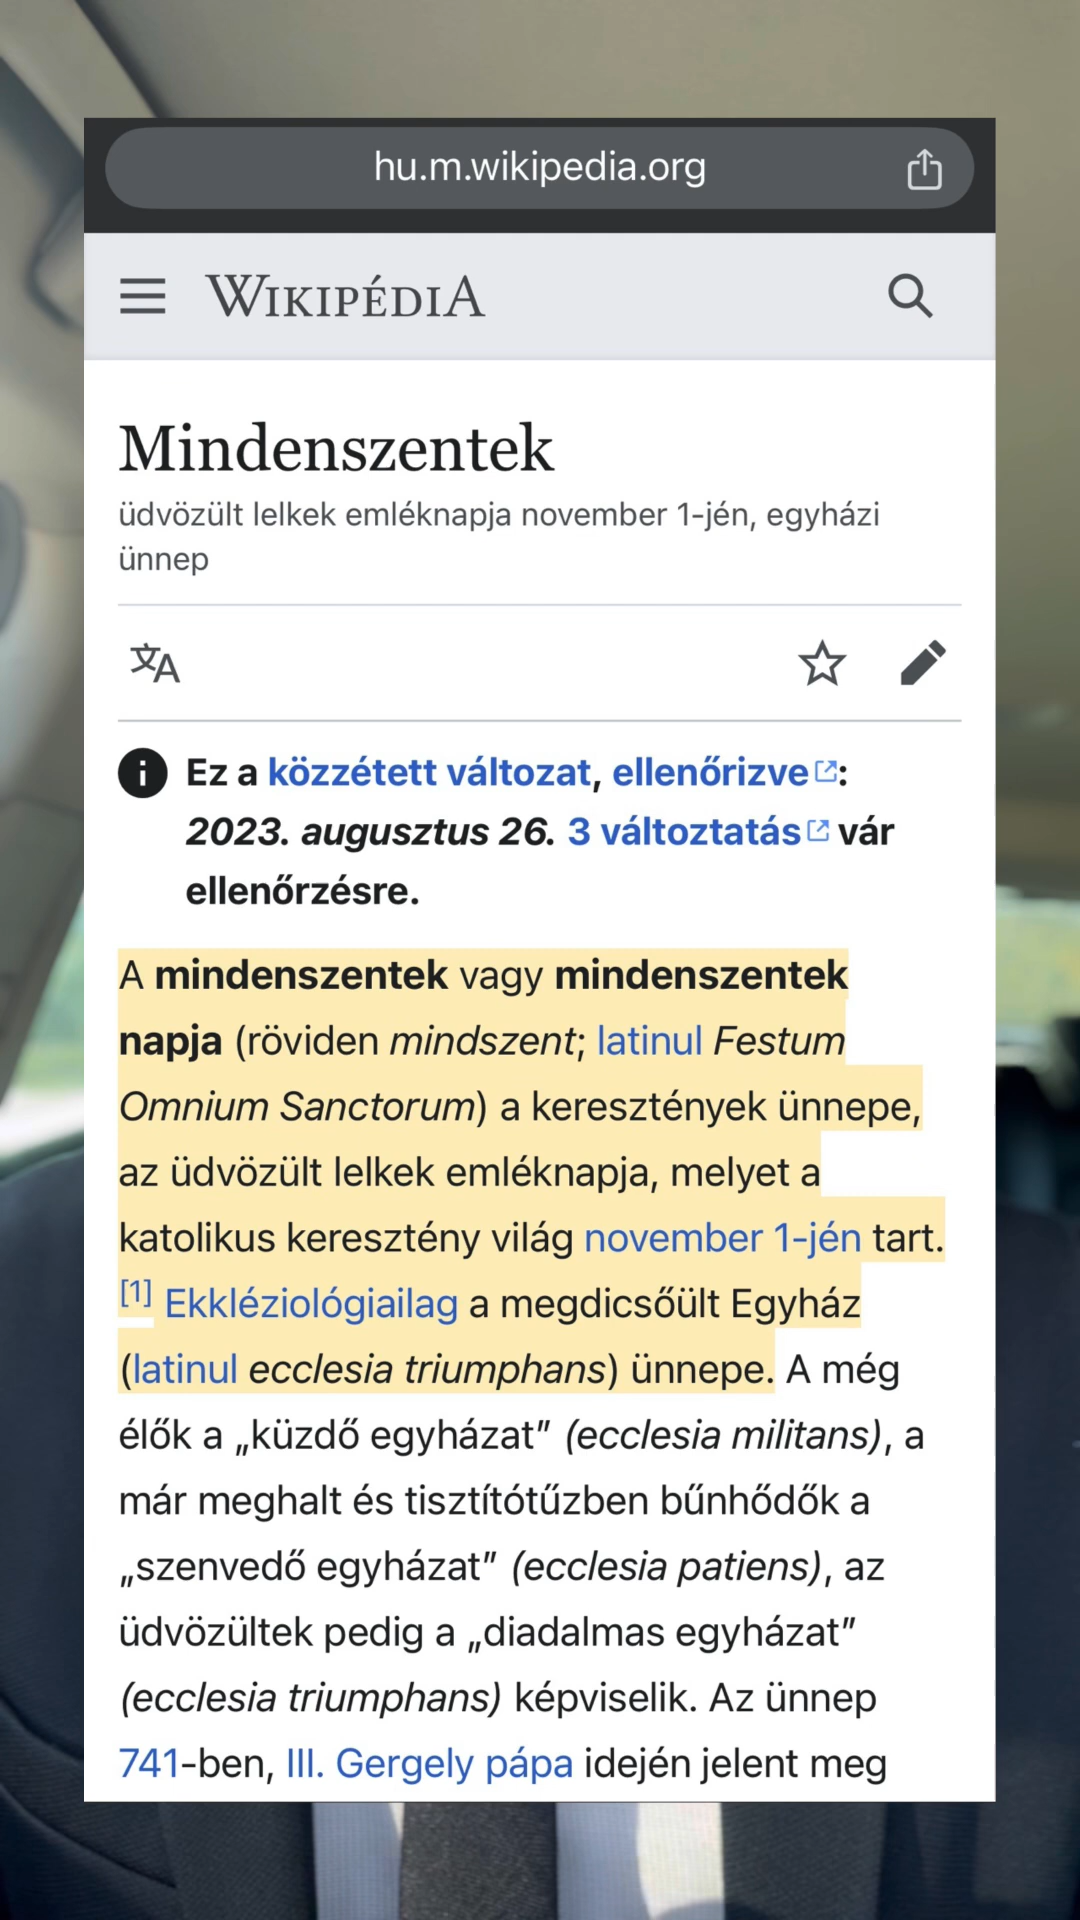 hu.m.wikipedia.org
WIKIPÉDIA
Mindenszentek
üdvözült lelkek emléknapja november 1-jén, egyházi
ünnep
Ez a közzétett változat, ellenőrizve:
2023. augusztus 26. 3 változtatás vár
ellenőrzésre.
A mindenszentek vagy mindenszentek
napja (röviden mindszent; latinul Festum
Omnium Sanctorum) a keresztények ünnepe,
az üdvözült lelkek emléknapja, melyet a
katolikus keresztény világ november 1-jén tart.
[1] Ekkléziológiailag a megdicsőült Egyház
(latinul ecclesia triumphans) ünnepe. A még
élők a „küzdő egyházat” (ecclesia militans), a
már meghalt és tisztítótűzben bűnhődők a
„szenvedő egyházat” (ecclesia patiens), az
üdvözültek pedig a „diadalmas egyházat”
(ecclesia triumphans) képviselik. Az ünnep
741-ben, III. Gergely pápa idején jelent meg